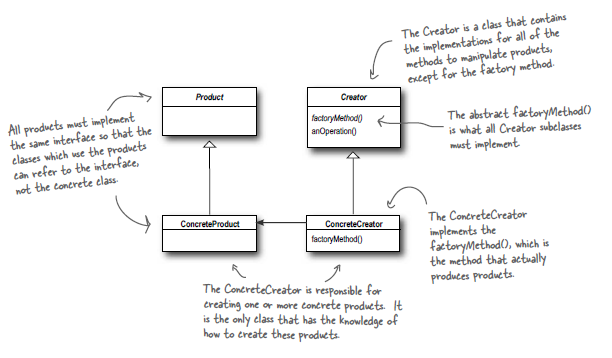 The Creator is a class that contains
the implementations for all of the
methods to manipulate products,
except for the factory method.
Product
Creator
factoryMethod()
anOperation()
All products must implement
the same interface so that the
classes which use the products
can refer to the interface,
not the concrete class.
The abstract factoryMethod()
is what all Creator subclasses
must implement.
ConcreteProduct
ConcreteCreator
factoryMethod()
The ConcreteCreator
implements the
factoryMethod(), which is
the method that actually
produces products.
The ConcreteCreator is responsible for
creating one or more concrete products. It
is the only class that has the knowledge of
how to create these products.